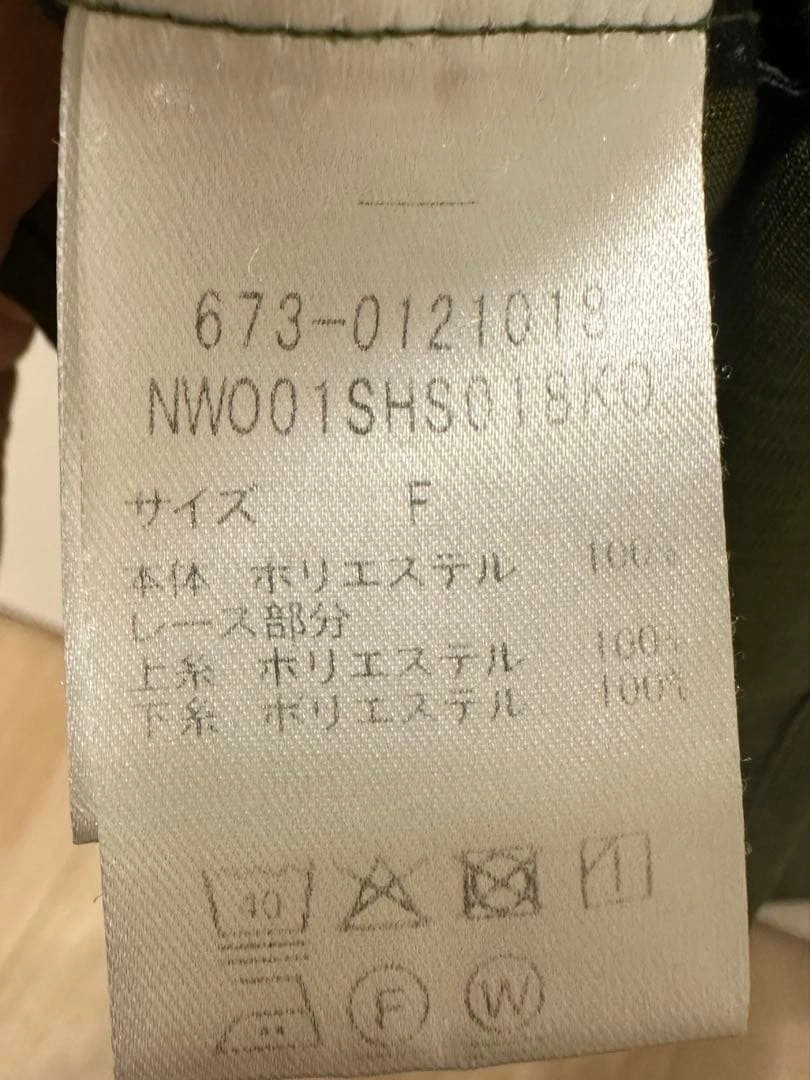 673-0121018
NW001SHS018KO
サイズ F
本体 ポリエステル 100%
レース部分
上糸 ポリエステル 100%
下糸 ポリエステル 100%
40
F
W